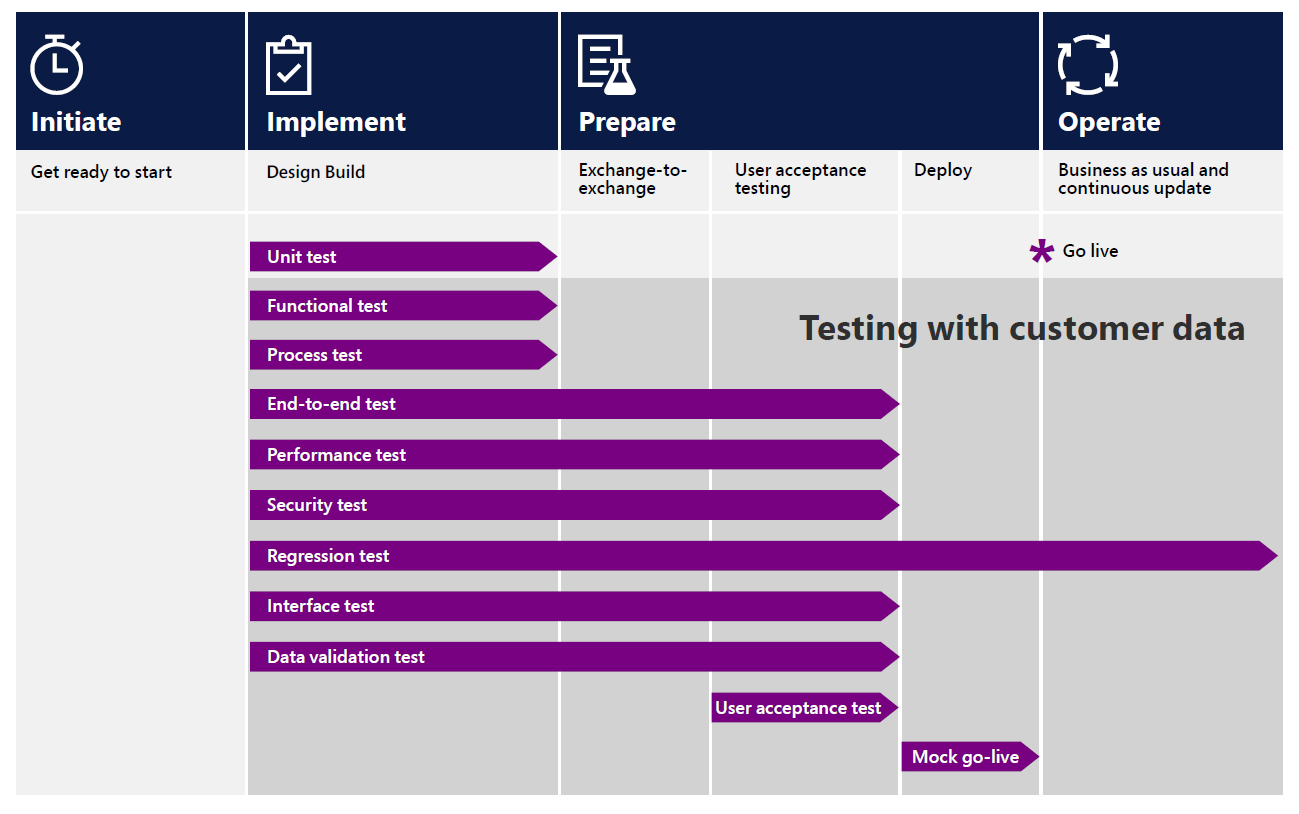 Initiate
Implement
Prepare
Operate
Get ready to start
Design Build
Exchange-to-
exchange
User acceptance
testing
Deploy
Business as usual and
continuous update
* Go live
Unit test
Functional test
Testing with customer data
Process test
End-to-end test
Performance test
Security test
Regression test
Interface test
Data validation test
User acceptance test
Mock go-live